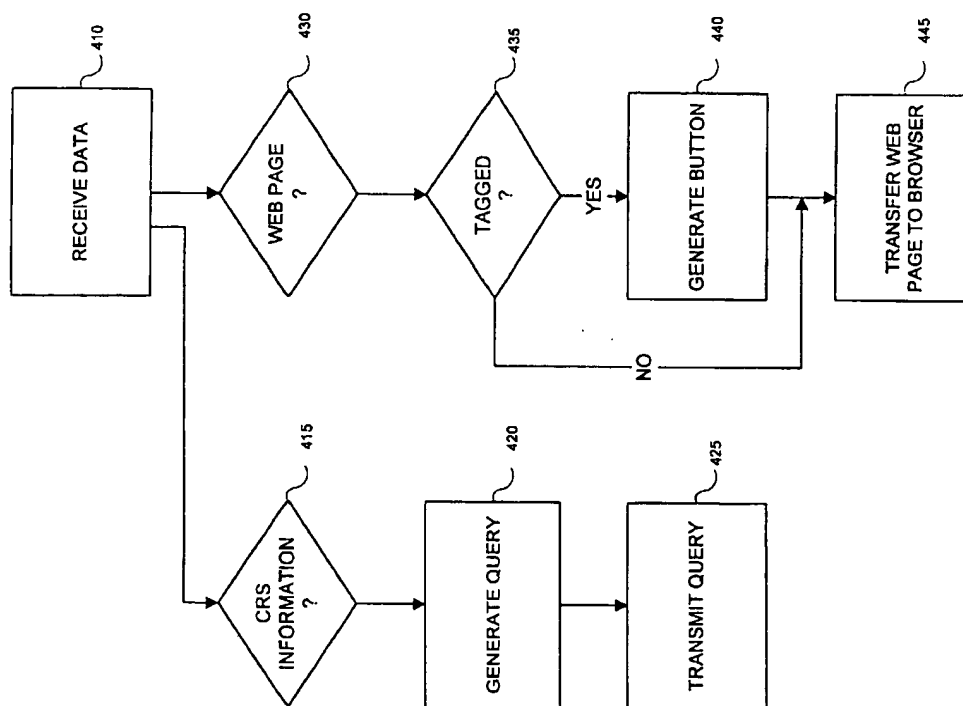 410
RECEIVE DATA
430
WEB PAGE
?
435
TAGGED
?
YES
NO
440
GENERATE BUTTON
445
TRANSFER WEB
PAGE TO BROWSER
415
CRS
INFORMATION
?
420
GENERATE QUERY
425
TRANSMIT QUERY